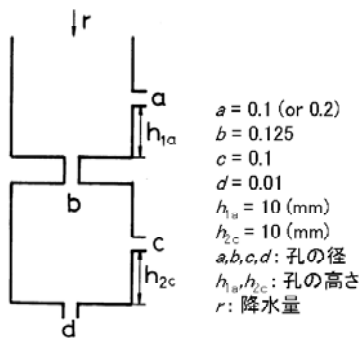 r
a
h1a
b
c
h2c
d
a = 0.1 (or 0.2)
b = 0.125
c = 0.1
d = 0.01
h1a = 10 (mm)
h2c = 10 (mm)
a,b,c,d: 孔の径
h1a,h2c: 孔の高さ
r: 降水量